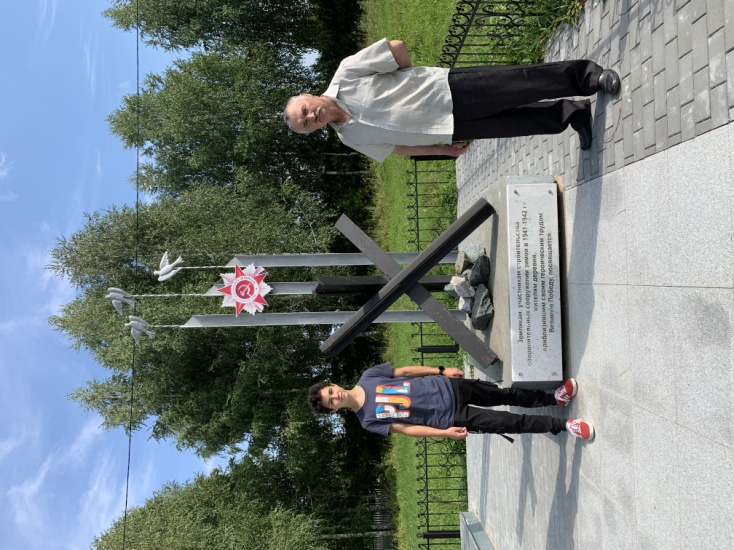 Землякам, участникам строительства
оборонительных сооружений зимой в 1941-1942 г.г
жителям деревни,
приблизившим своим героическим трудом
Великую Победу, посвящается